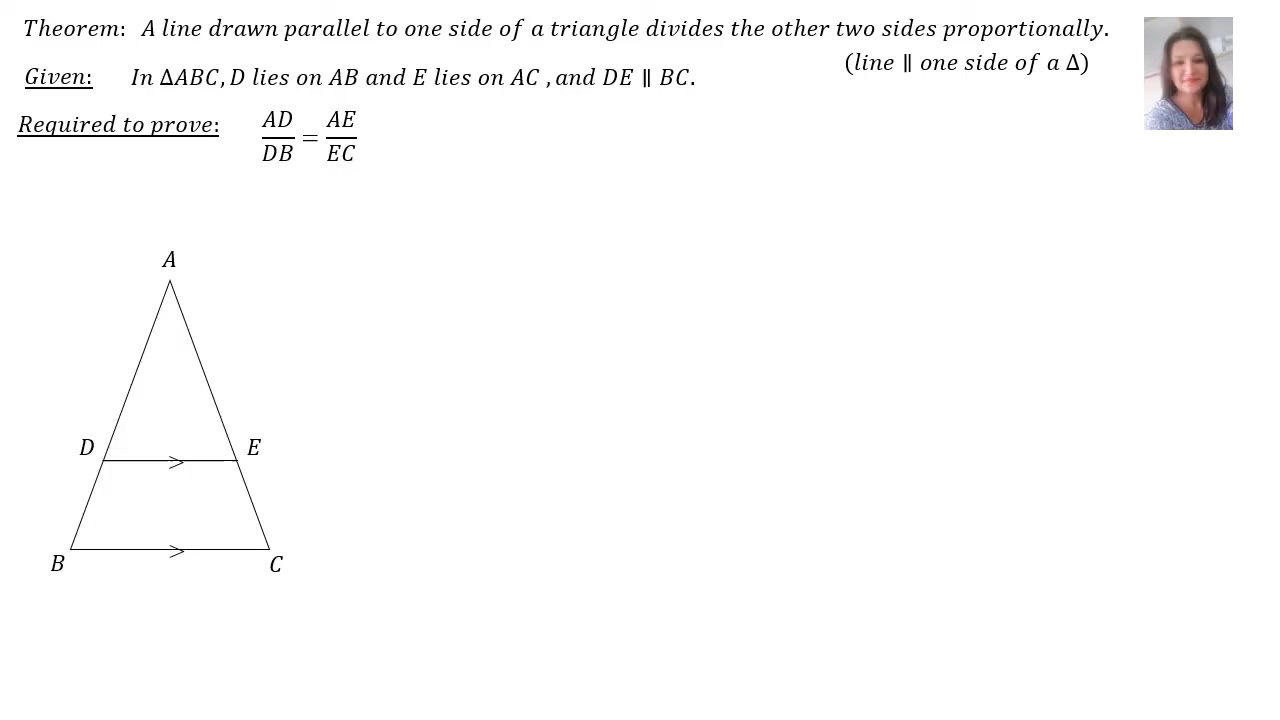 Theorem: A line drawn parallel to one side of a triangle divides the other two sides proportionally.
(line ∥ one side of a Δ)
Given: In ΔABC, D lies on AB and E lies on AC , and DE ∥ BC.
Required to prove: AD/DB = AE/EC
A
D E
B C